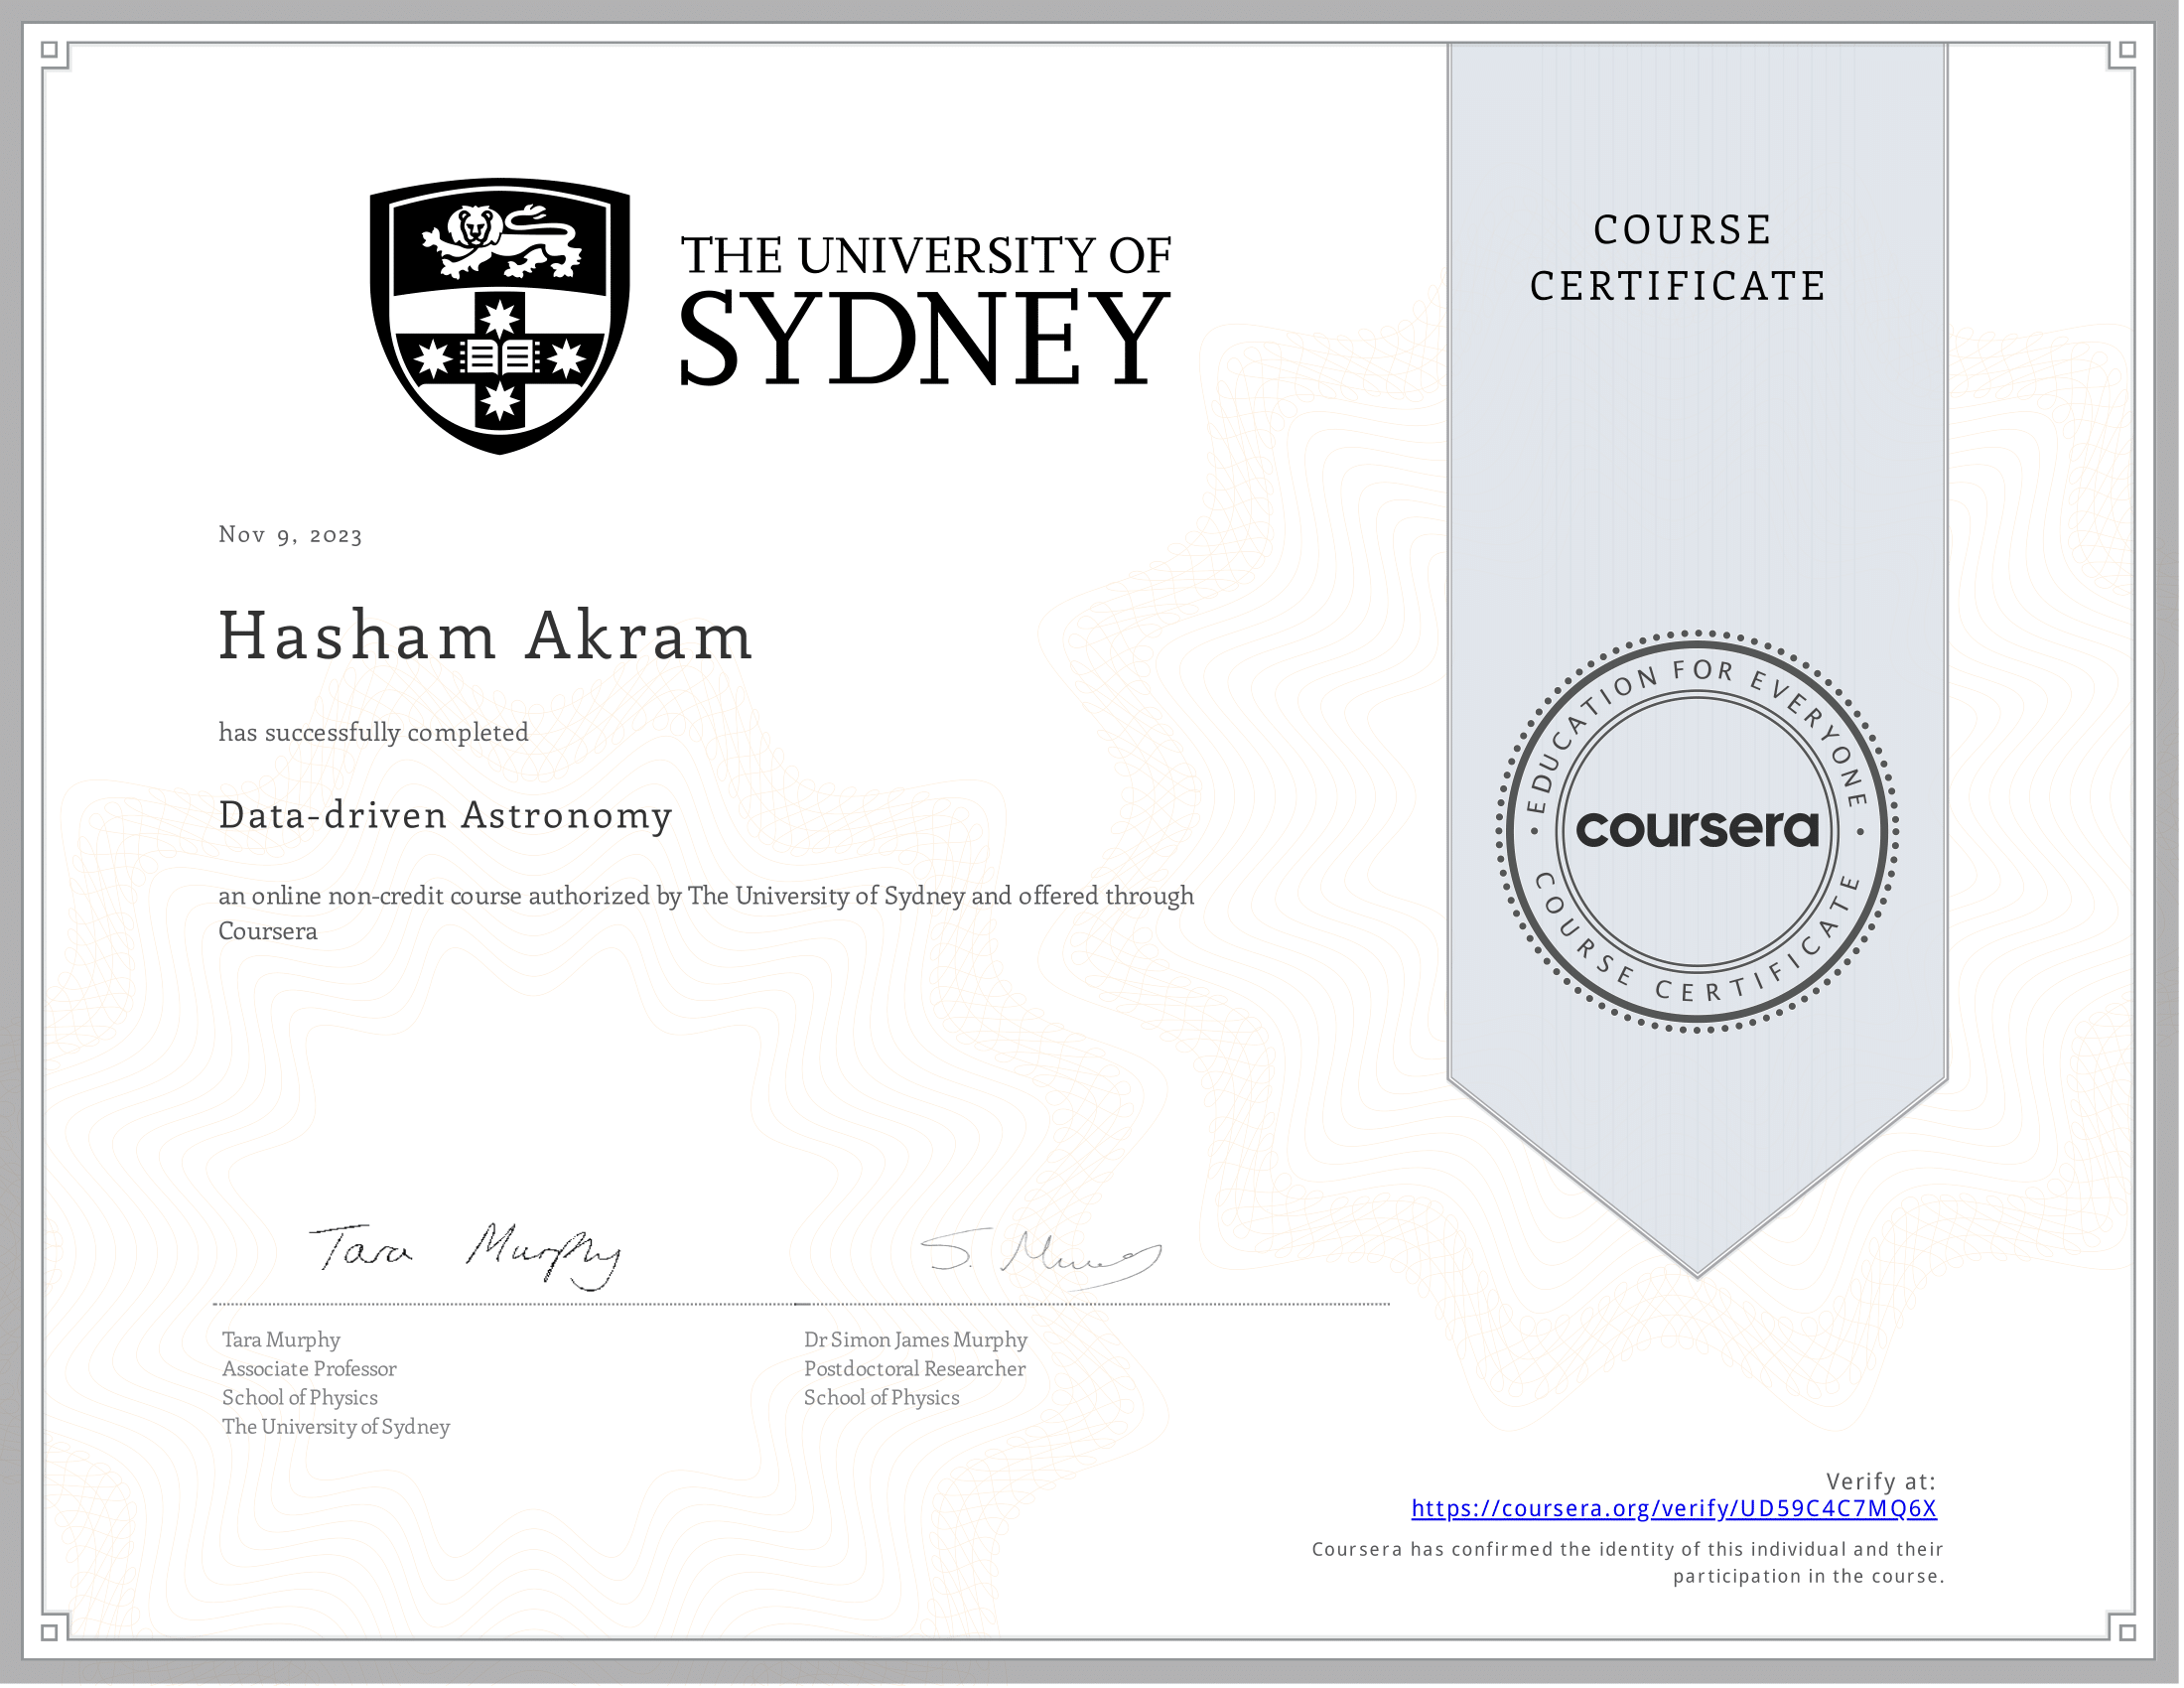 THE UNIVERSITY OF
SYDNEY
COURSE
CERTIFICATE
Nov 9, 2023
Hasham Akram
has successfully completed
Data-driven Astronomy
an online non-credit course authorized by The University of Sydney and offered through
Coursera
EDUCATION FOR EVERYONE
coursera
COURSE CERTIFICATE
Tara Murphy
S. Mu
Tara Murphy
Associate Professor
School of Physics
The University of Sydney
Dr Simon James Murphy
Postdoctoral Researcher
School of Physics
Verify at:
https://coursera.org/verify/UD59C4C7MQ6X
Coursera has confirmed the identity of this individual and their
participation in the course.